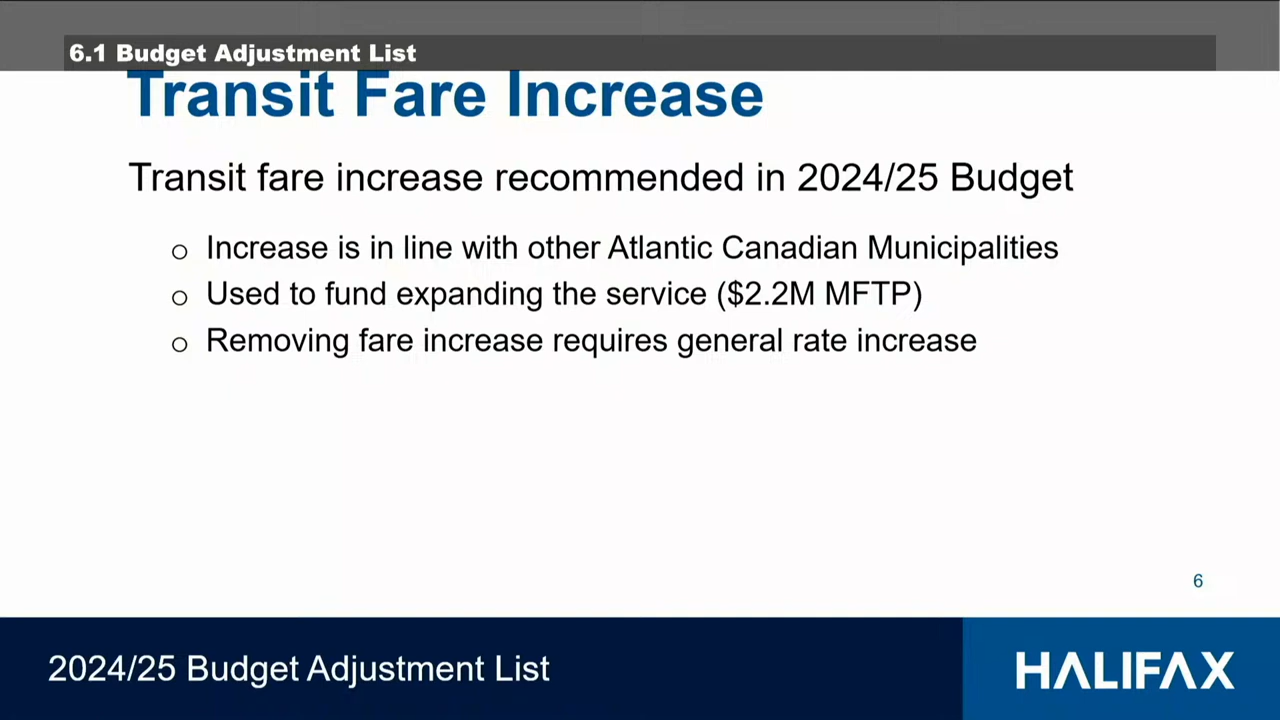 6.1 Budget Adjustment List
Transit Fare Increase
Transit fare increase recommended in 2024/25 Budget
o Increase is in line with other Atlantic Canadian Municipalities
o Used to fund expanding the service ($2.2M MFTP)
o Removing fare increase requires general rate increase
6
2024/25 Budget Adjustment List
HALIFAX